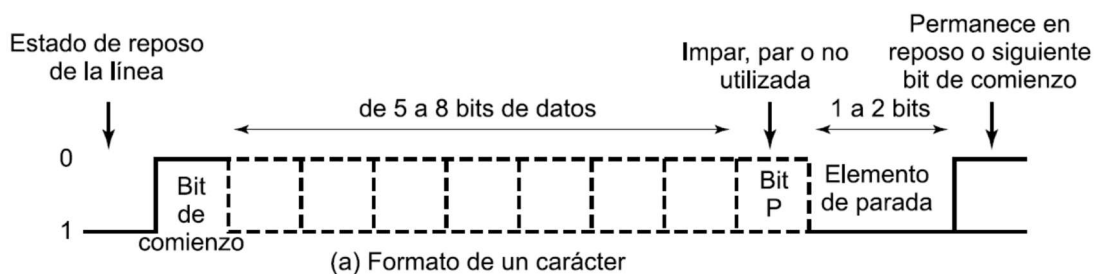 Estado de reposo
de la línea
Impar, par o no
utilizada
Permanece en
reposo o siguiente
bit de comienzo
de 5 a 8 bits de datos
1 a 2 bits
0
1
Bit
de
comienzo
Bit
P
Elemento
de parada
(a) Formato de un carácter